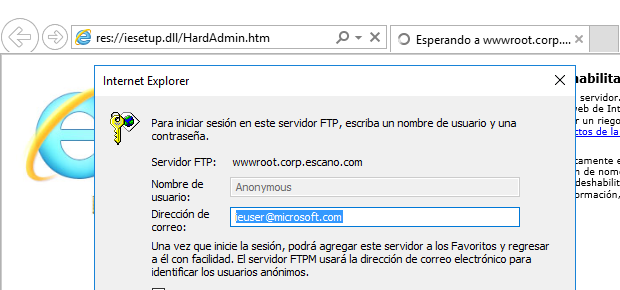 res://iesetup.dll/HardAdmin.htm
Esperando a wwwroot.corp....
Internet Explorer
Para iniciar sesión en este servidor FTP, escriba un nombre de usuario y una
contraseña.
Servidor FTP: wwwroot.corp.escano.com
Nombre de
usuario:
Anonymous
Dirección de
correo:
ieuser@microsoft.com
Una vez que inicie la sesión, podrá agregar este servidor a los Favoritos y regresar
a él con facilidad. El servidor FTPM usará la dirección de correo electrónico para
identificar los usuarios anónimos.
habilita
servidor.
web de Int
r un riego
ctos de la
camente e
n de nome
deshabilit
formación,